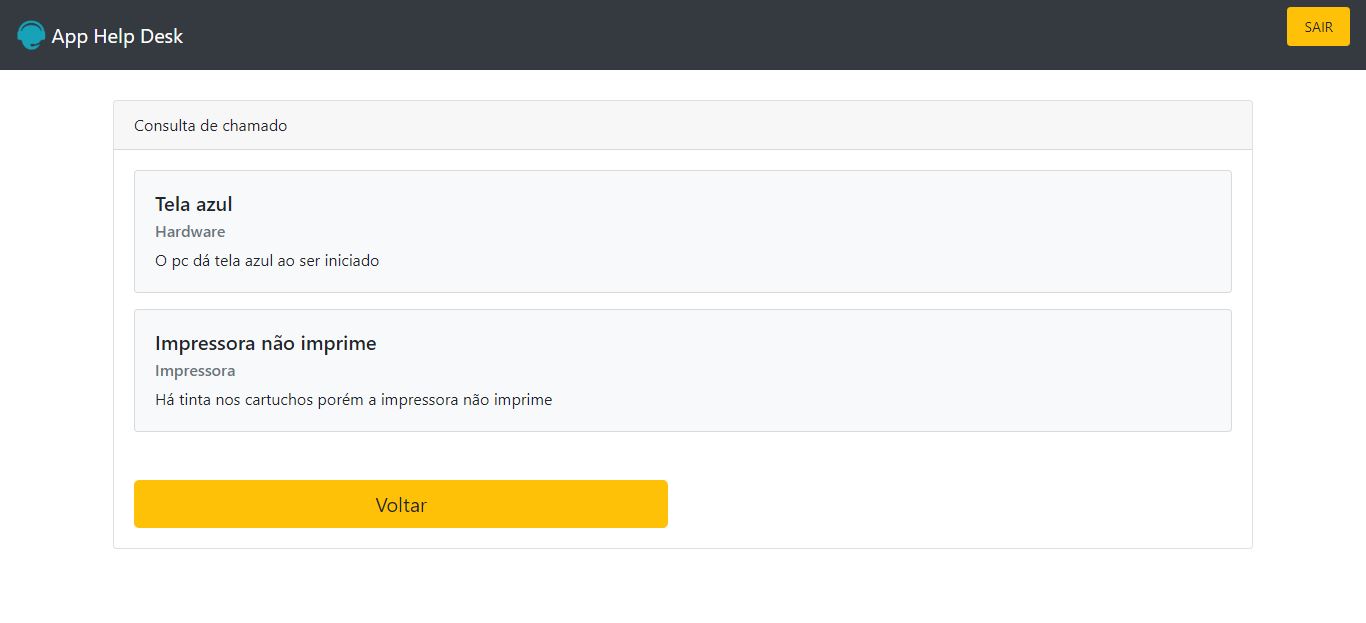 App Help Desk
SAIR
Consulta de chamado
Tela azul
Hardware
O pc dá tela azul ao ser iniciado
Impressora não imprime
Impressora
Há tinta nos cartuchos porém a impressora não imprime
Voltar